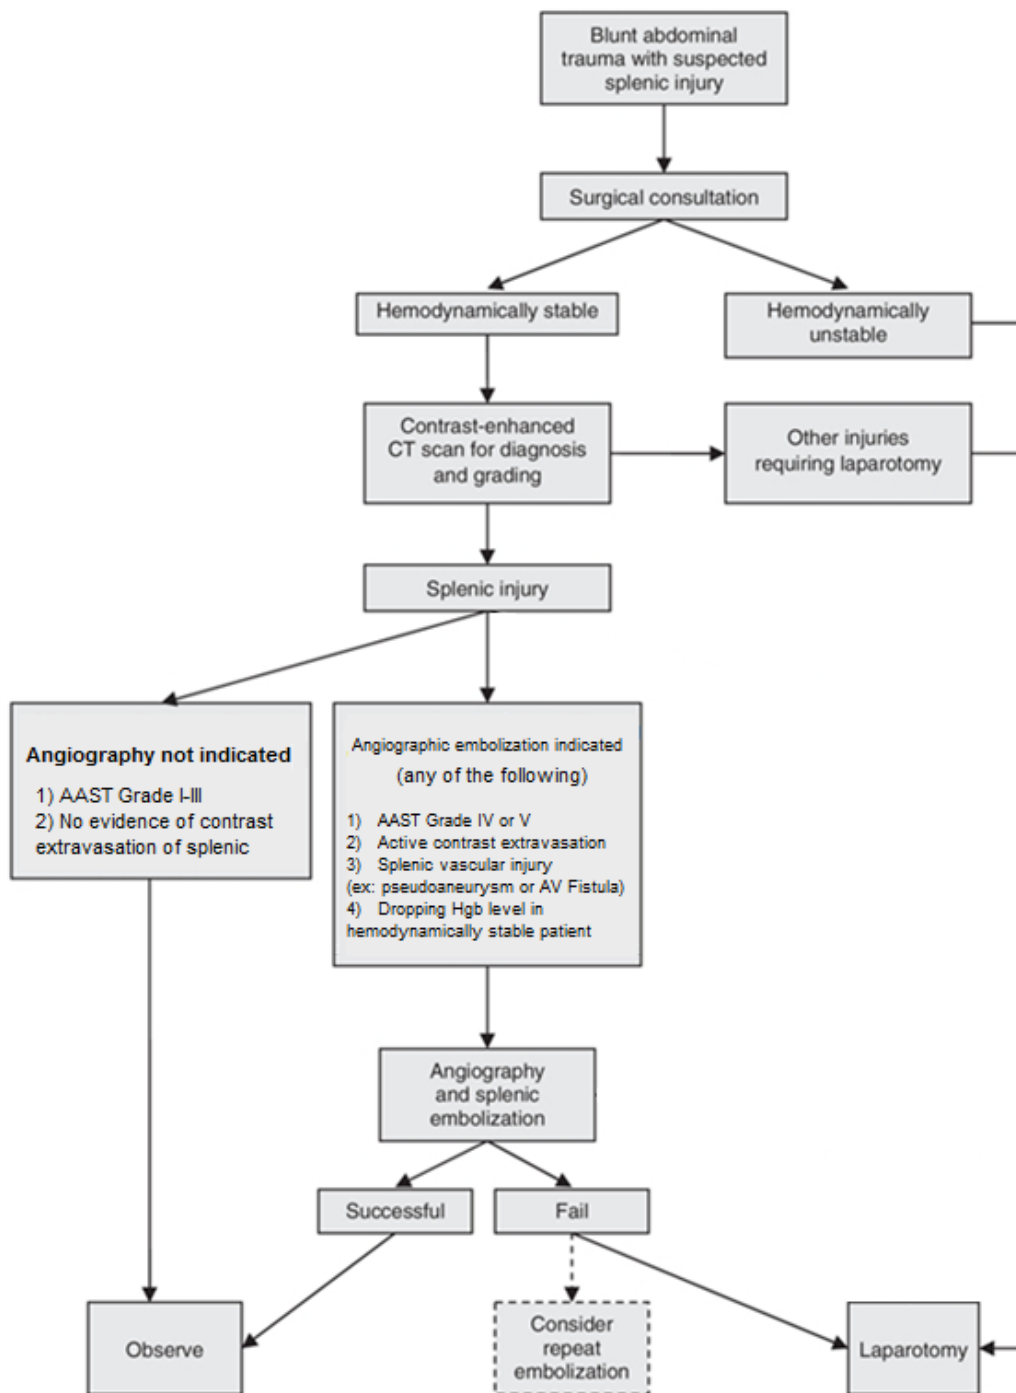 Blunt abdominal
trauma with suspected
splenic injury
Surgical consultation
Hemodynamically stable
Hemodynamically
unstable
Contrast-enhanced
CT scan for diagnosis
and grading
Other injuries
requiring laparotomy
Splenic injury
Angiography not indicated
1) AAST Grade I-III
2) No evidence of contrast
extravasation of splenic
Angiographic embolization indicated
(any of the following)
1) AAST Grade IV or V
2) Active contrast extravasation
3) Splenic vascular injury
(ex: pseudoaneurysm or AV Fistula)
4) Dropping Hgb level in
hemodynamically stable patient
Angiography
and splenic
embolization
Successful
Fail
Observe
Consider
repeat
embolization
Laparotomy